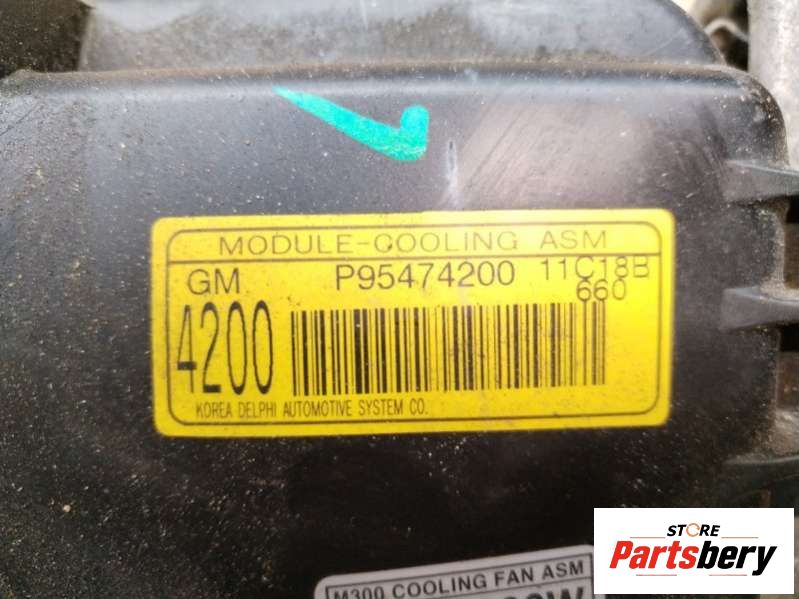 MODULE-COOLING ASM
GM P95474200 11C18B
660
4200
KOREA DELPHI AUTOMOTIVE SYSTEM CO.
M300 COOLING FAN ASM
STORE
Partsbery